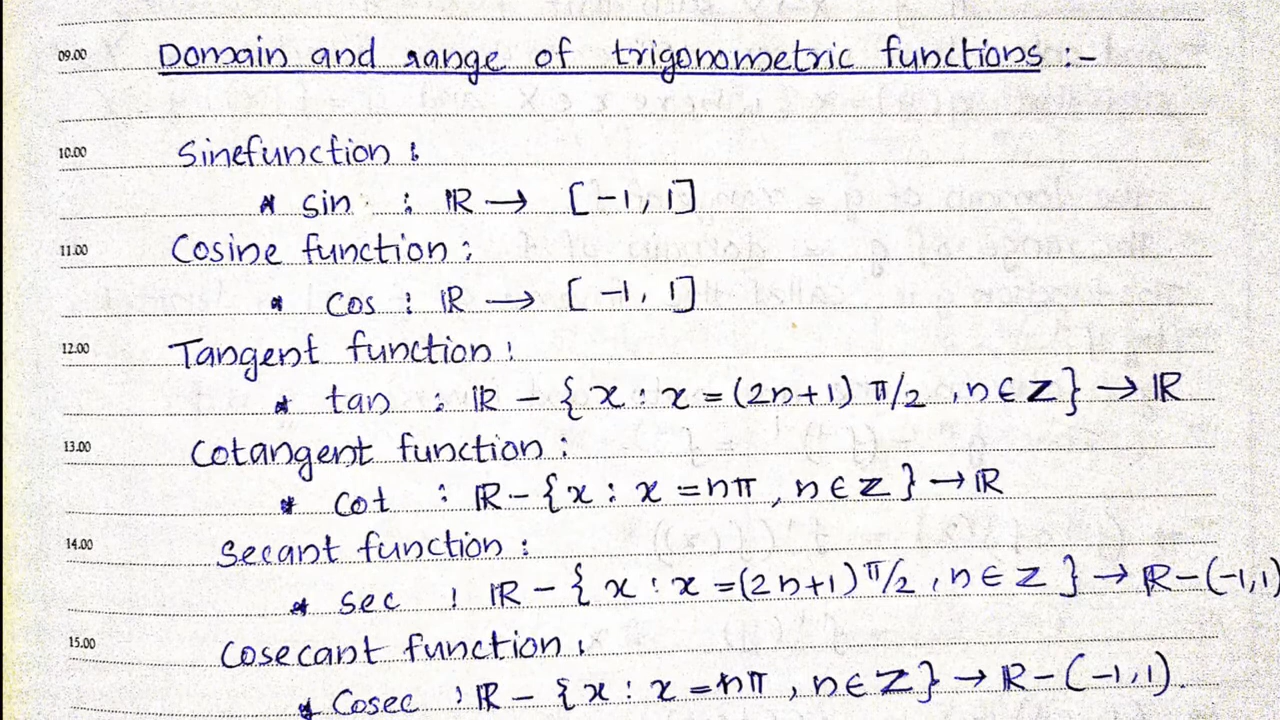 09.00 Domain and range of trigonometric functions :-
10.00 Sinefunction :
* sin : ℝ → [-1, 1]
11.00 Cosine function :
* Cos : ℝ → [-1, 1]
12.00 Tangent function :
* tan : ℝ - { x : x = (2n+1) π/2 , n ∈ Z } → ℝ
13.00 Cotangent function :
* Cot : ℝ - { x : x = nπ , n ∈ Z } → ℝ
14.00 Secant function :
* Sec : ℝ - { x : x = (2n+1) π/2 , n ∈ Z } → ℝ - (-1,1)
15.00 Cosecant function :
* Cosec : ℝ - { x : x = nπ , n ∈ Z } → ℝ - (-1,1)